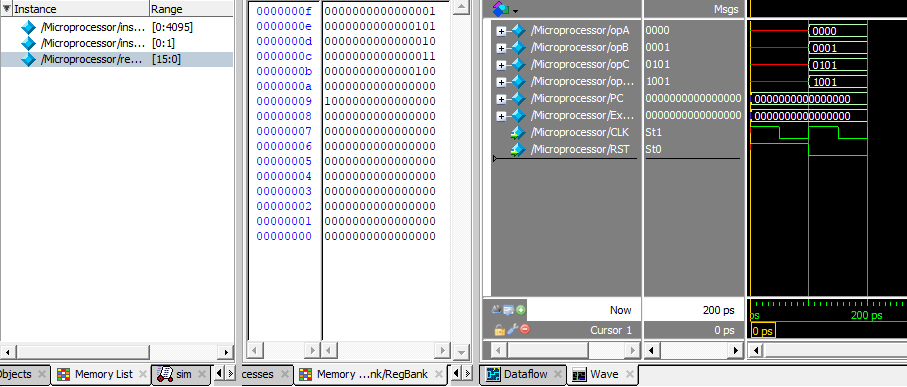 Instance Range
/Microprocessor/ins... [0:4095]
/Microprocessor/ins... [0:1]
/Microprocessor/re... [15:0]
Objects Memory List sim
0000000f 0000000000000001
0000000e 0000000000000101
0000000d 0000000000000010
0000000c 0000000000000011
0000000b 0000000000000100
0000000a 0000000000000000
00000009 1000000000000000
00000008 0000000000000000
00000007 0000000000000000
00000006 0000000000000000
00000005 0000000000000000
00000004 0000000000000000
00000003 0000000000000000
00000002 0000000000000000
00000001 0000000000000000
00000000 0000000000000000
cesses Memory ...nk/RegBank
Msgs
/Microprocessor/opA 0000 0000
/Microprocessor/opB 0001 0001
/Microprocessor/opC 0101 0101
/Microprocessor/op... 1001 1001
/Microprocessor/PC 0000000000000000 0000000000000000
/Microprocessor/Ex... 0000000000000000 0000000000000000
/Microprocessor/CLK St1
/Microprocessor/RST St0
Now 200 ps ps 200 ps
Cursor 1 0 ps 0 ps
Dataflow Wave